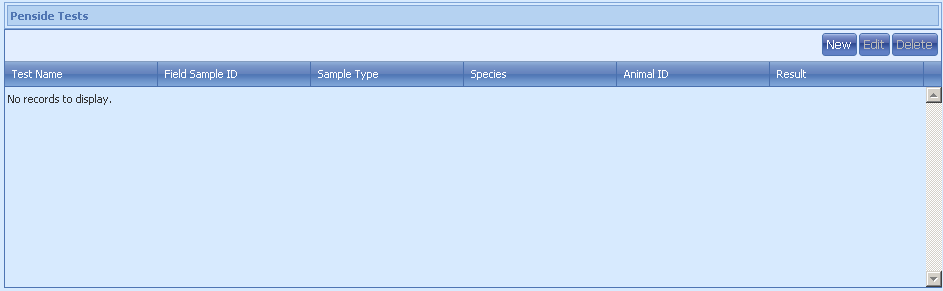 Penside Tests
New Edit Delete
Test Name Field Sample ID Sample Type Species Animal ID Result
No records to display.